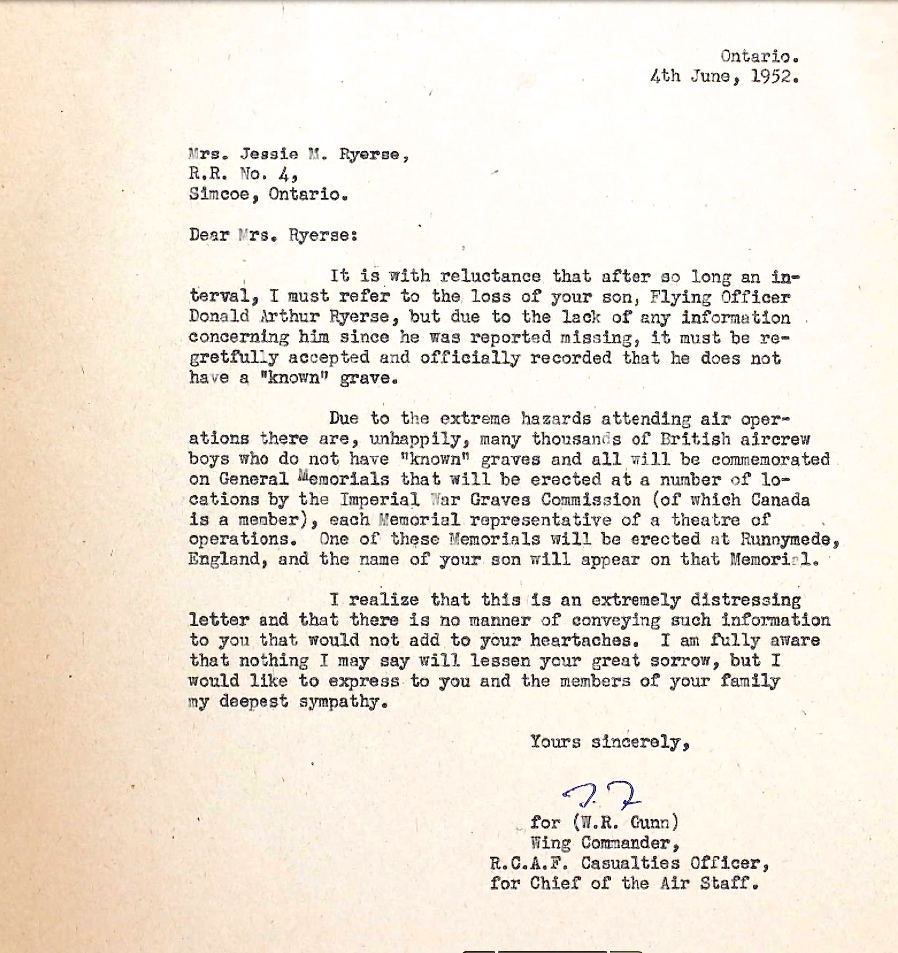 Ontario.
4th June, 1952.
Mrs. Jessie M. Ryerse,
R.R. No. 4,
Simcoe, Ontario.
Dear Mrs. Ryerse:
It is with reluctance that after so long an in-
terval, I must refer to the loss of your son, Flying Officer
Donald Arthur Ryerse, but due to the lack of any information
concerning him since he was reported missing, it must be re-
gretfully accepted and officially recorded that he does not
have a "known" grave.
Due to the extreme hazards attending air oper-
ations there are, unhappily, many thousands of British aircrew
boys who do not have "known" graves and all will be commemorated
on General Memorials that will be erected at a number of lo-
cations by the Imperial War Graves Commission (of which Canada
is a member), each Memorial representative of a theatre of
operations. One of these Memorials will be erected at Runnymede,
England, and the name of your son will appear on that Memorial.
I realize that this is an extremely distressing
letter and that there is no manner of conveying such information
to you that would not add to your heartaches. I am fully aware
that nothing I may say will lessen your great sorrow, but I
would like to express to you and the members of your family
my deepest sympathy.
Yours sincerely,
for (W.R. Gunn)
Wing Commander,
R.C.A.F. Casualties Officer,
for Chief of the Air Staff.